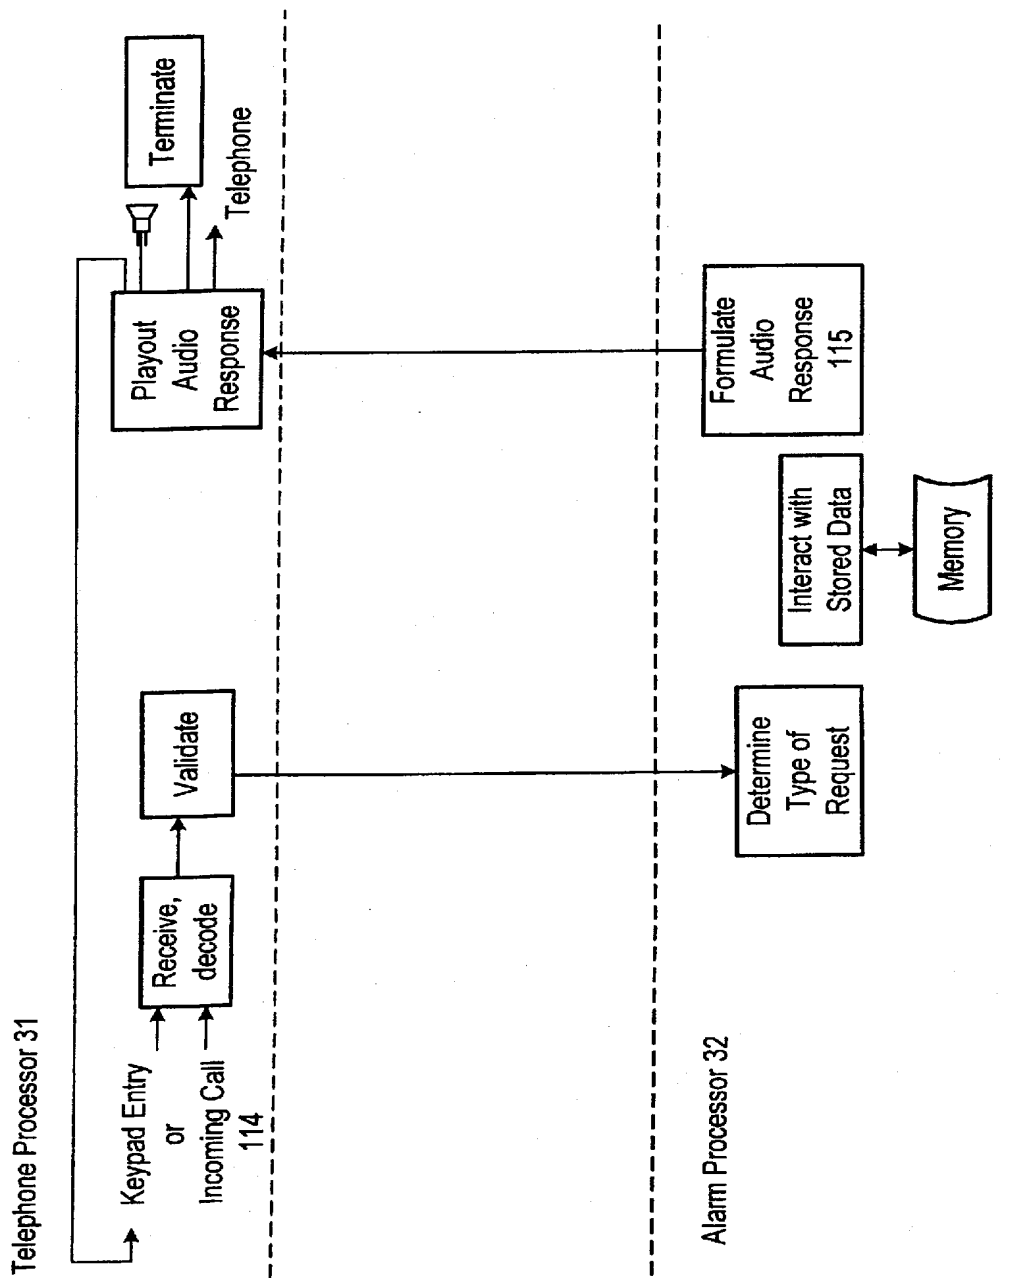 Telephone Processor 31
Keypad Entry
or
Incoming Call
114
Receive,
decode
Validate
Playout
Audio
Response
Terminate
Telephone
Alarm Processor 32
Determine
Type of
Request
Interact with
Stored Data
Memory
Formulate
Audio
Response
115